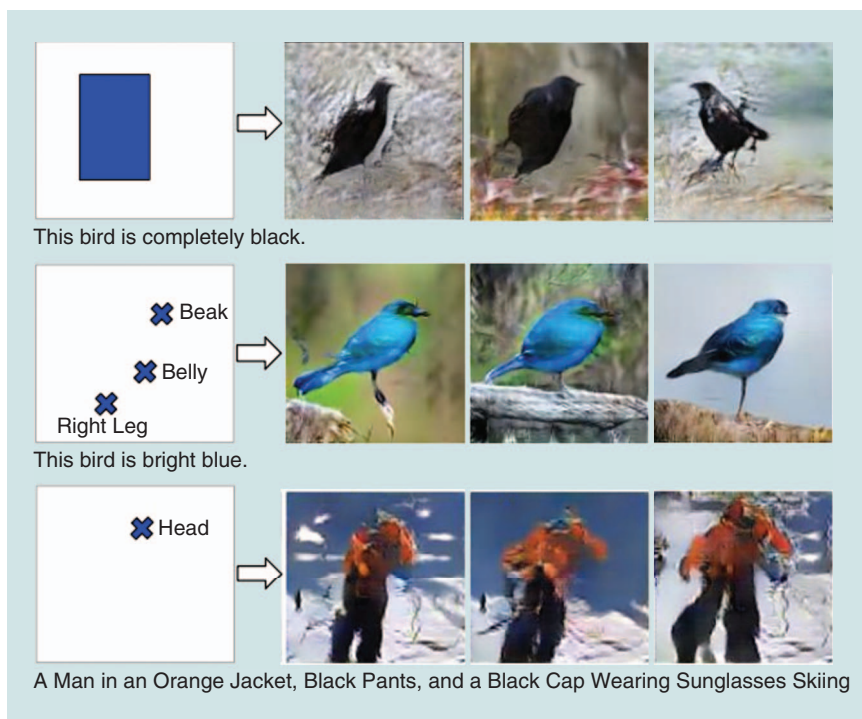 This bird is completely black.
Beak
Belly
Right Leg
This bird is bright blue.
Head
A Man in an Orange Jacket, Black Pants, and a Black Cap Wearing Sunglasses Skiing